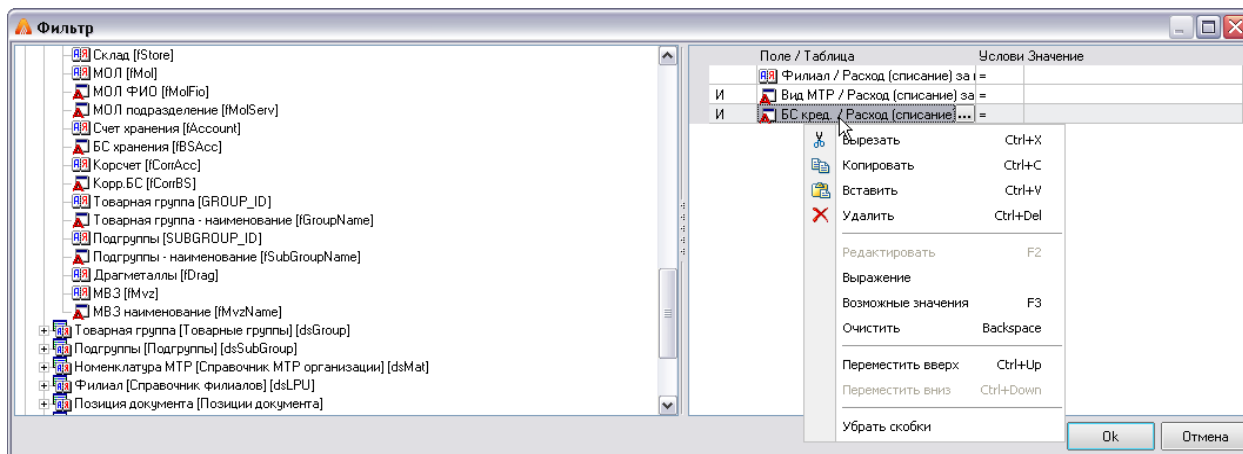 Фильтр
Склад [fStore]
МОЛ [fMol]
МОЛ ФИО [fMolFio]
МОЛ подразделение [fMolServ]
Счет хранения [fAccount]
БС хранения [fBSAcc]
Корсчет [fCorrAcc]
Корр.БС [fCorrBS]
Товарная группа [GROUP_ID]
Товарная группа - наименование [fGroupName]
Подгруппы [SUBGROUP_ID]
Подгруппы - наименование [fSubGroupName]
Драгметаллы [fDrag]
МВЗ [fMvz]
МВЗ наименование [fMvzName]
Товарная группа [Товарные группы] [dsGroup]
Подгруппы [Подгруппы] [dsSubGroup]
Номенклатура МТР [Справочник МТР организации] [dsMat]
Филиал [Справочник филиалов] [dsLPU]
Позиция документа [Позиции документа]
Поле / Таблица Услови Значение
Филиал / Расход (списание) за =
И Вид МТР / Расход (списание) за =
И БС кред. / Расход (списание) ... =
Вырезать Ctrl+X
Копировать Ctrl+C
Вставить Ctrl+V
Удалить Ctrl+Del
Редактировать F2
Выражение
Возможные значения F3
Очистить Backspace
Переместить вверх Ctrl+Up
Переместить вниз Ctrl+Down
Убрать скобки
Ok Отмена